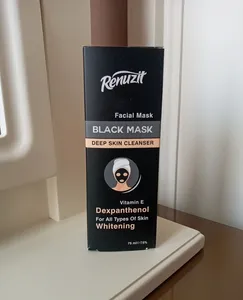 Renuzit
Facial Mask
BLACK MASK
DEEP SKIN CLEANSER
Vitamin E
Dexpanthenol
For All Types Of Skin
Whitening